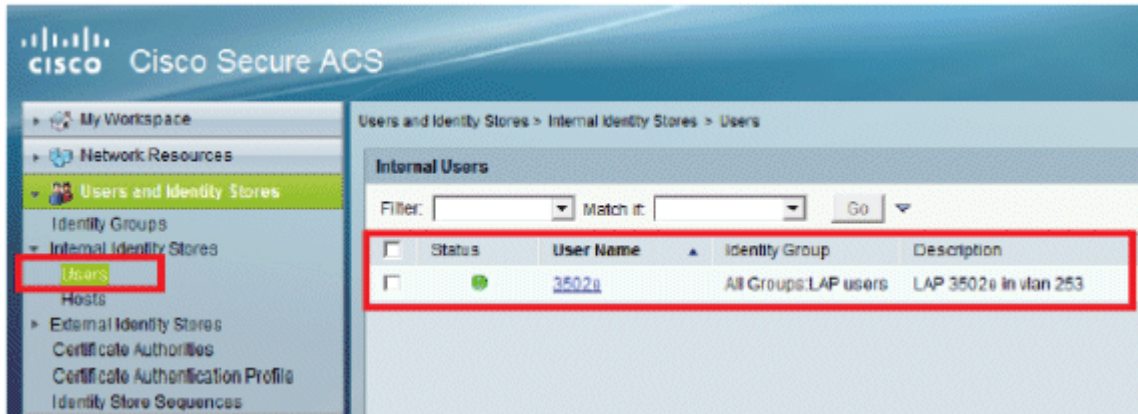 CISCO Cisco Secure ACS
My Workspace
Network Resources
Users and Identity Stores
Identity Groups
Internal Identity Stores
Users
Hosts
External Identity Stores
Certificate Authorities
Certificate Authentication Profile
Identity Store Sequences
Users and Identity Stores > Internal Identity Stores > Users
Internal Users
Filter: Match if: Go
Status User Name Identity Group Description
3502e All Groups:LAP users LAP 3502e in vlan 253